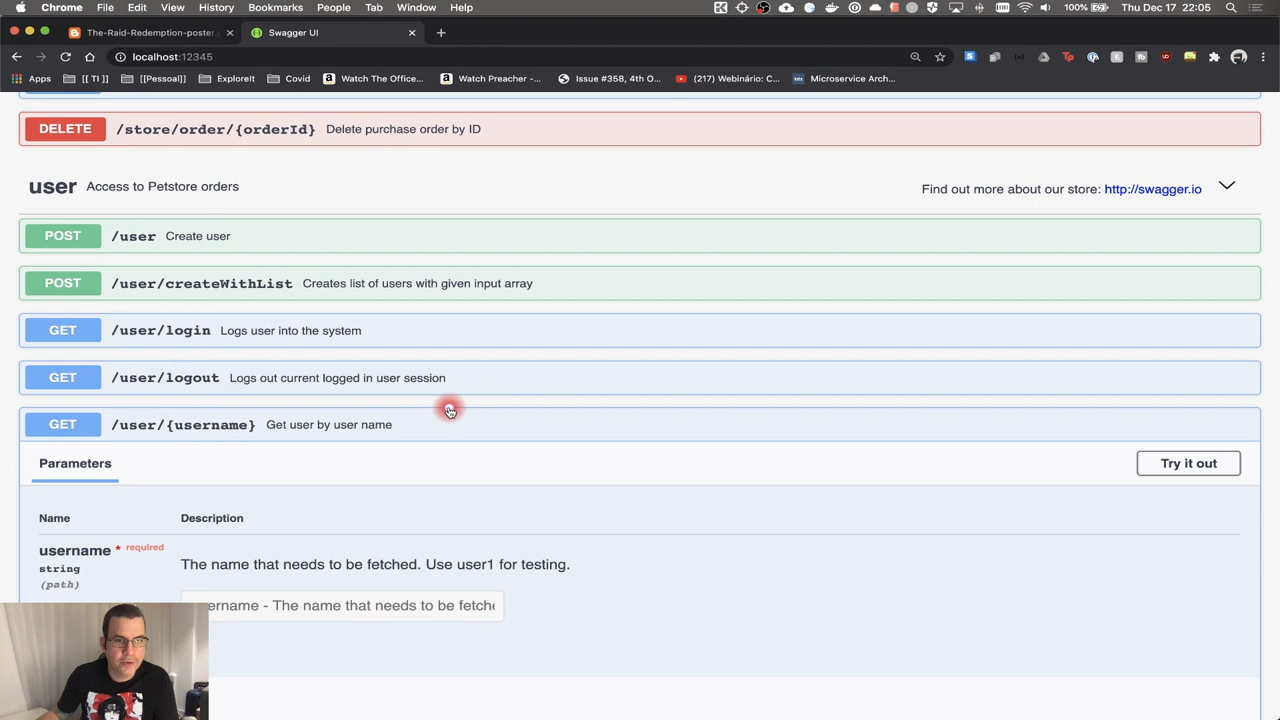 Chrome File Edit View History Bookmarks People Tab Window Help 100% Thu Dec 17 22:05
The-Raid-Redemption-poster. Swagger UI
localhost:12345
Apps [[ TI ]] [[Pessoal]] ExploreIt Covid Watch The Office... Watch Preacher -... Issue #358, 4th O... (217) Webinário: C... Microservice Arch...
DELETE /store/order/{orderId} Delete purchase order by ID
user Access to Petstore orders Find out more about our store: http://swagger.io
POST /user Create user
POST /user/createWithList Creates list of users with given input array
GET /user/login Logs user into the system
GET /user/logout Logs out current logged in user session
GET /user/{username} Get user by user name
Parameters Try it out
Name Description
username * required
string The name that needs to be fetched. Use user1 for testing.
(path)
ername - The name that needs to be fetche